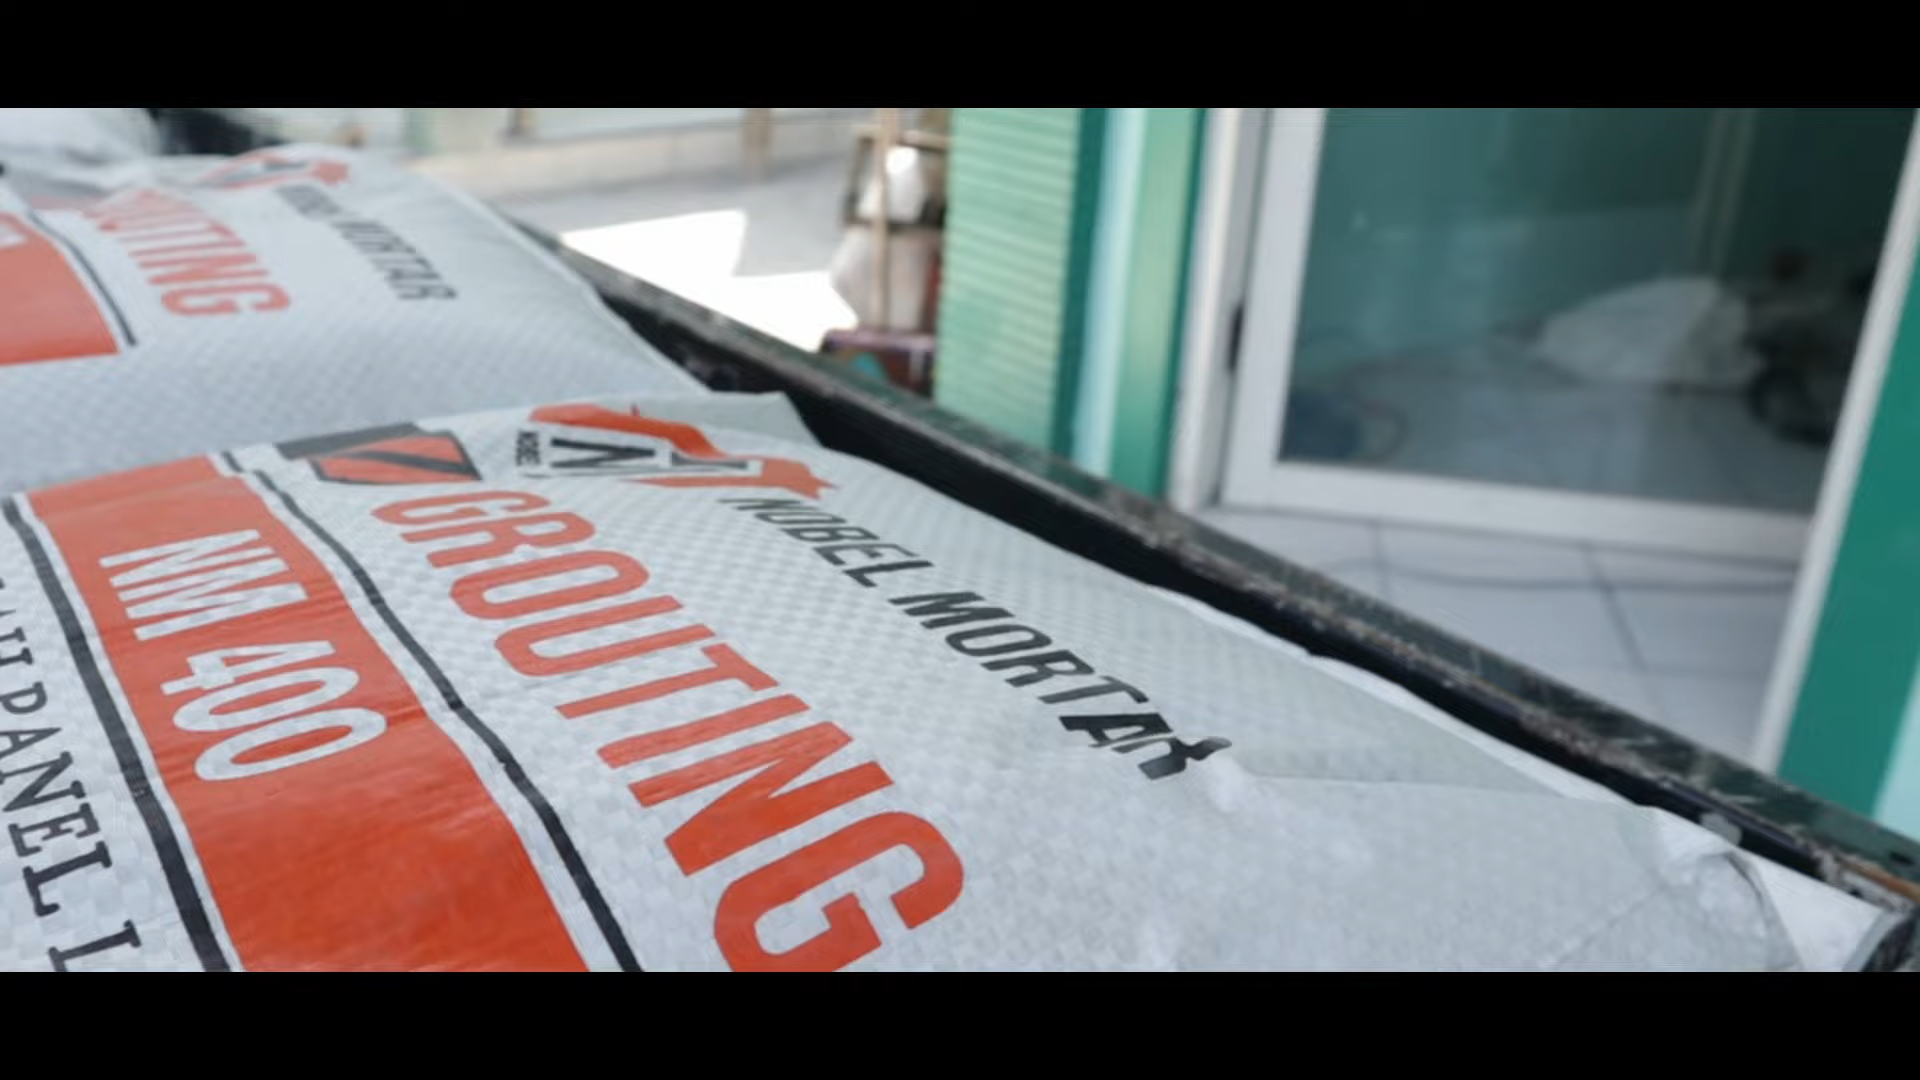 NOBEL MORTAR
GROUTING
NM 400
PANEL
NOBEL MORTAR
GROUTING